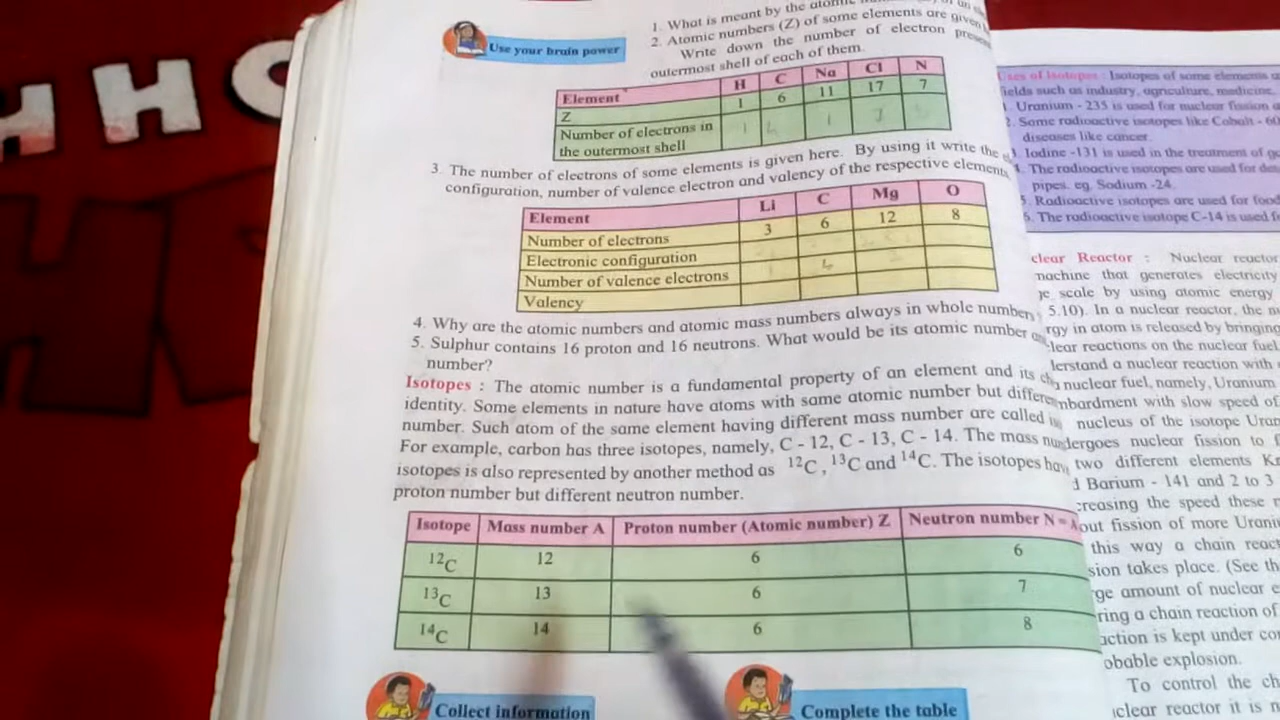 HHO
Use your brain power
1. What is meant by the atomic
2. Atomic numbers (Z) of some elements are given
Write down the number of electron present
outermost shell of each of them.
Element H C Na Cl N
Z 1 6 11 17 7
Number of electrons in
the outermost shell
3. The number of electrons of some elements is given here. By using it write the
configuration, number of valence electron and valency of the respective elements
Element Li C Mg O
Number of electrons 3 6 12 8
Electronic configuration
Number of valence electrons 4
Valency
4. Why are the atomic numbers and atomic mass numbers always in whole numbers
5. Sulphur contains 16 proton and 16 neutrons. What would be its atomic number
number?
Isotopes : The atomic number is a fundamental property of an element and its
identity. Some elements in nature have atoms with same atomic number but
number. Such atom of the same element having different mass number are called
For example, carbon has three isotopes, namely, C - 12, C - 13, C - 14. The mass
isotopes is also represented by another method as ¹²C, ¹³C and ¹⁴C. The isotopes
proton number but different neutron number.
Isotope Mass number A Proton number (Atomic number) Z Neutron number N =
¹²C 12 6 6
¹³C 13 6 7
¹⁴C 14 6 8
Collect information
Complete the table
Uses of Isotopes : Isotopes of some elements
fields such as industry, agriculture, medicine,
1. Uranium - 235 is used for nuclear fission
2. Some radioactive isotopes like Cobalt - 60
diseases like cancer.
3. Iodine -131 is used in the treatment of
4. The radioactive isotopes are used for
pipes. eg. Sodium -24.
5. Radioactive isotopes are used for food
6. The radioactive isotope C-14 is used
clear Reactor : Nuclear reactor
machine that generates electricity
scale by using atomic energy
5.10). In a nuclear reactor, the
rgy in atom is released by bringing
lear reactions on the nuclear fuel.
lerstand a nuclear reaction with
nuclear fuel, namely, Uranium
mbardment with slow speed of
nucleus of the isotope
dergoes nuclear fission to
two different elements
Barium - 141 and 2 to 3
creasing the speed these
out fission of more
this way a chain
sion takes place. (See
ge amount of nuclear
ring a chain reaction of
action is kept under
obable explosion.
To control the
clear reactor it is